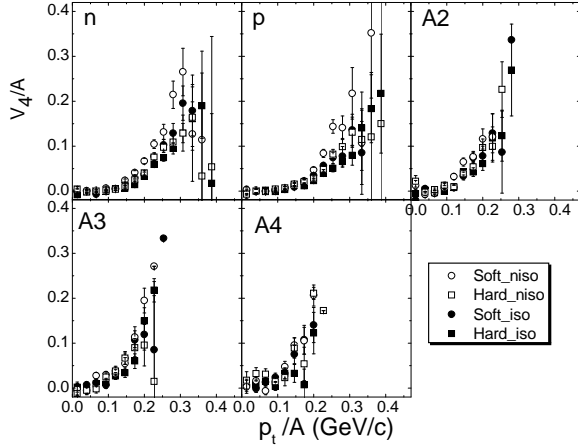 n
p
A2
0.4
0.3
0.2
0.1
0.0
V4/A
0.0 0.1 0.2 0.3 0.4
A3
A4
0.4
0.3
0.2
0.1
0.0
Soft_niso
Hard_niso
Soft_iso
Hard_iso
0.0 0.1 0.2 0.3 0.4 0.0 0.1 0.2 0.3 0.4
pt/A (GeV/c)